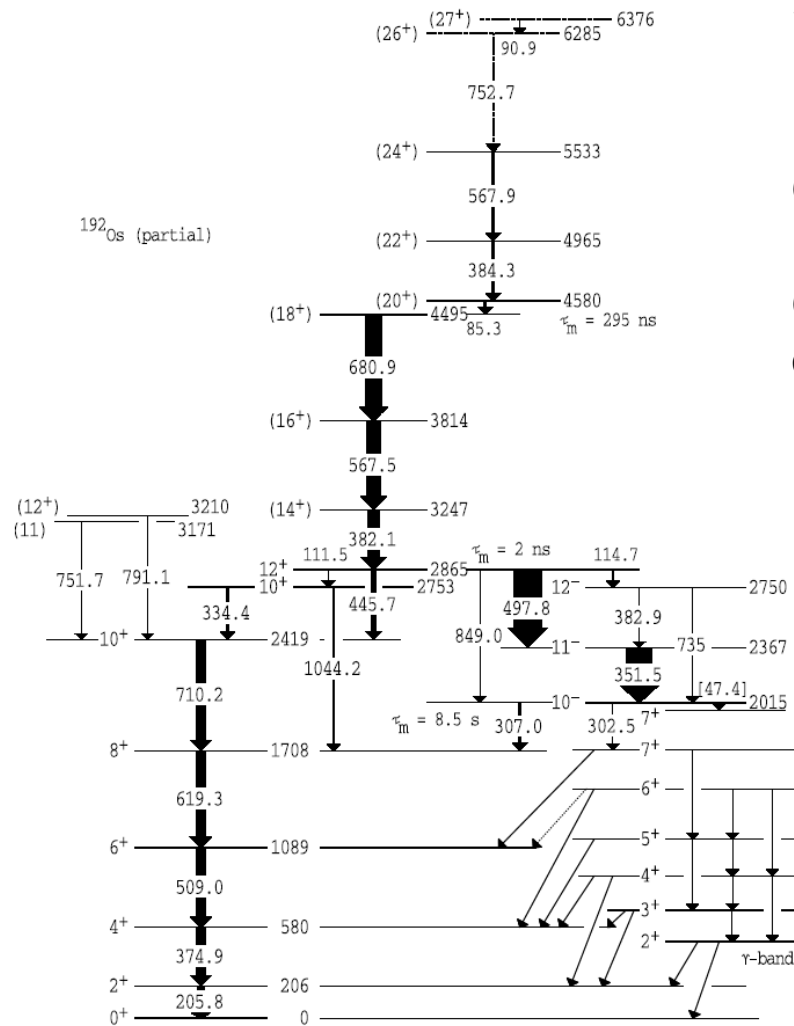 (27⁺) 6376
(26⁺) 6285
90.9
752.7
(24⁺) 5533
567.9
¹⁹²Os (partial)
(22⁺) 4965
384.3
(20⁺) 4580
(18⁺) 4495 85.3 τm = 295 ns
680.9
(16⁺) 3814
567.5
(12⁺) 3210
(14⁺) 3247
(11) 3171
382.1 τm = 2 ns
12⁺ 111.5 2865 114.7
751.7 791.1 10⁺ 2753 12⁻ 2750
334.4 445.7 497.8 382.9
849.0 735
10⁺ 2419 11⁻ 2367
1044.2 351.5
710.2 [47.4]
10⁻ 2015
τm = 8.5 s 307.0 302.5 7⁺
8⁺ 1708 7⁺
6⁺
619.3
5⁺
6⁺ 1089
4⁺
509.0
3⁺
4⁺ 580 2⁺
374.9 γ-band
2⁺ 206
205.8
0⁺ 0